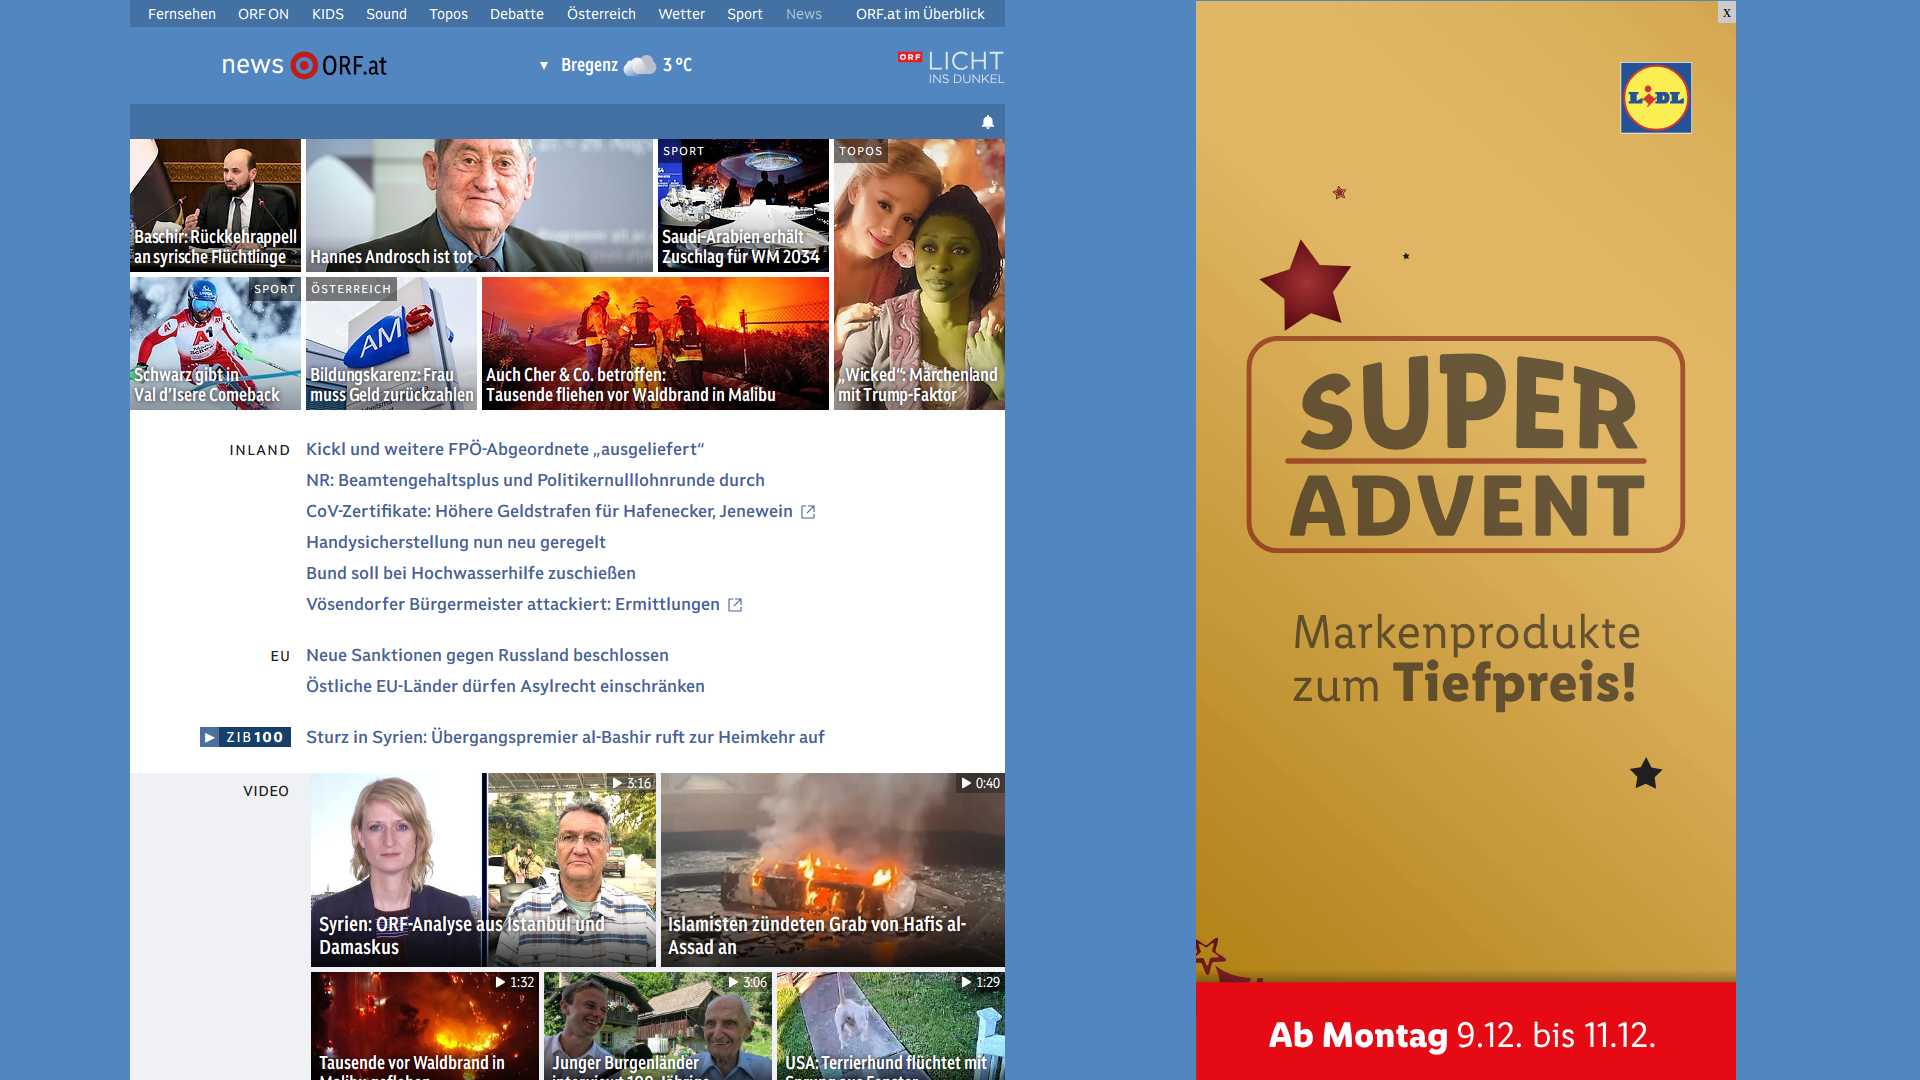 Fernsehen ORF ON KIDS Sound Topos Debatte Österreich Wetter Sport News ORF.at im Überblick
news ORF.at
Bregenz 3 °C
ORF LICHT
INS DUNKEL
Baschir: Rückkehrappell
an syrische Flüchtlinge
Hannes Androsch ist tot
SPORT
Saudi-Arabien erhält
Zuschlag für WM 2034
TOPOS
„Wicked“: Märchenland
mit Trump-Faktor
SPORT
Schwarz gibt in
Val d’Isere Comeback
ÖSTERREICH
AM
Bildungskarenz: Frau
muss Geld zurückzahlen
Auch Cher & Co. betroffen:
Tausende fliehen vor Waldbrand in Malibu
INLAND
Kickl und weitere FPÖ-Abgeordnete „ausgeliefert“
NR: Beamtengehaltsplus und Politikernulllohnrunde durch
CoV-Zertifikate: Höhere Geldstrafen für Hafenecker, Jenewein
Handysicherstellung nun neu geregelt
Bund soll bei Hochwasserhilfe zuschießen
Vösendorfer Bürgermeister attackiert: Ermittlungen
EU
Neue Sanktionen gegen Russland beschlossen
Östliche EU-Länder dürfen Asylrecht einschränken
ZIB100
Sturz in Syrien: Übergangspremier al-Bashir ruft zur Heimkehr auf
VIDEO
3:16
Syrien: ORF-Analyse aus Istanbul und
Damaskus
0:40
Islamisten zündeten Grab von Hafis al-
Assad an
1:32
Tausende vor Waldbrand in
Malibu geflohen
3:06
Junger Burgenländer
interviewt 100-Jährige
1:29
USA: Terrierhund flüchtet mit
Sprung aus Fenster
x
LIDL
SUPER
ADVENT
Markenprodukte
zum Tiefpreis!
Ab Montag 9.12. bis 11.12.